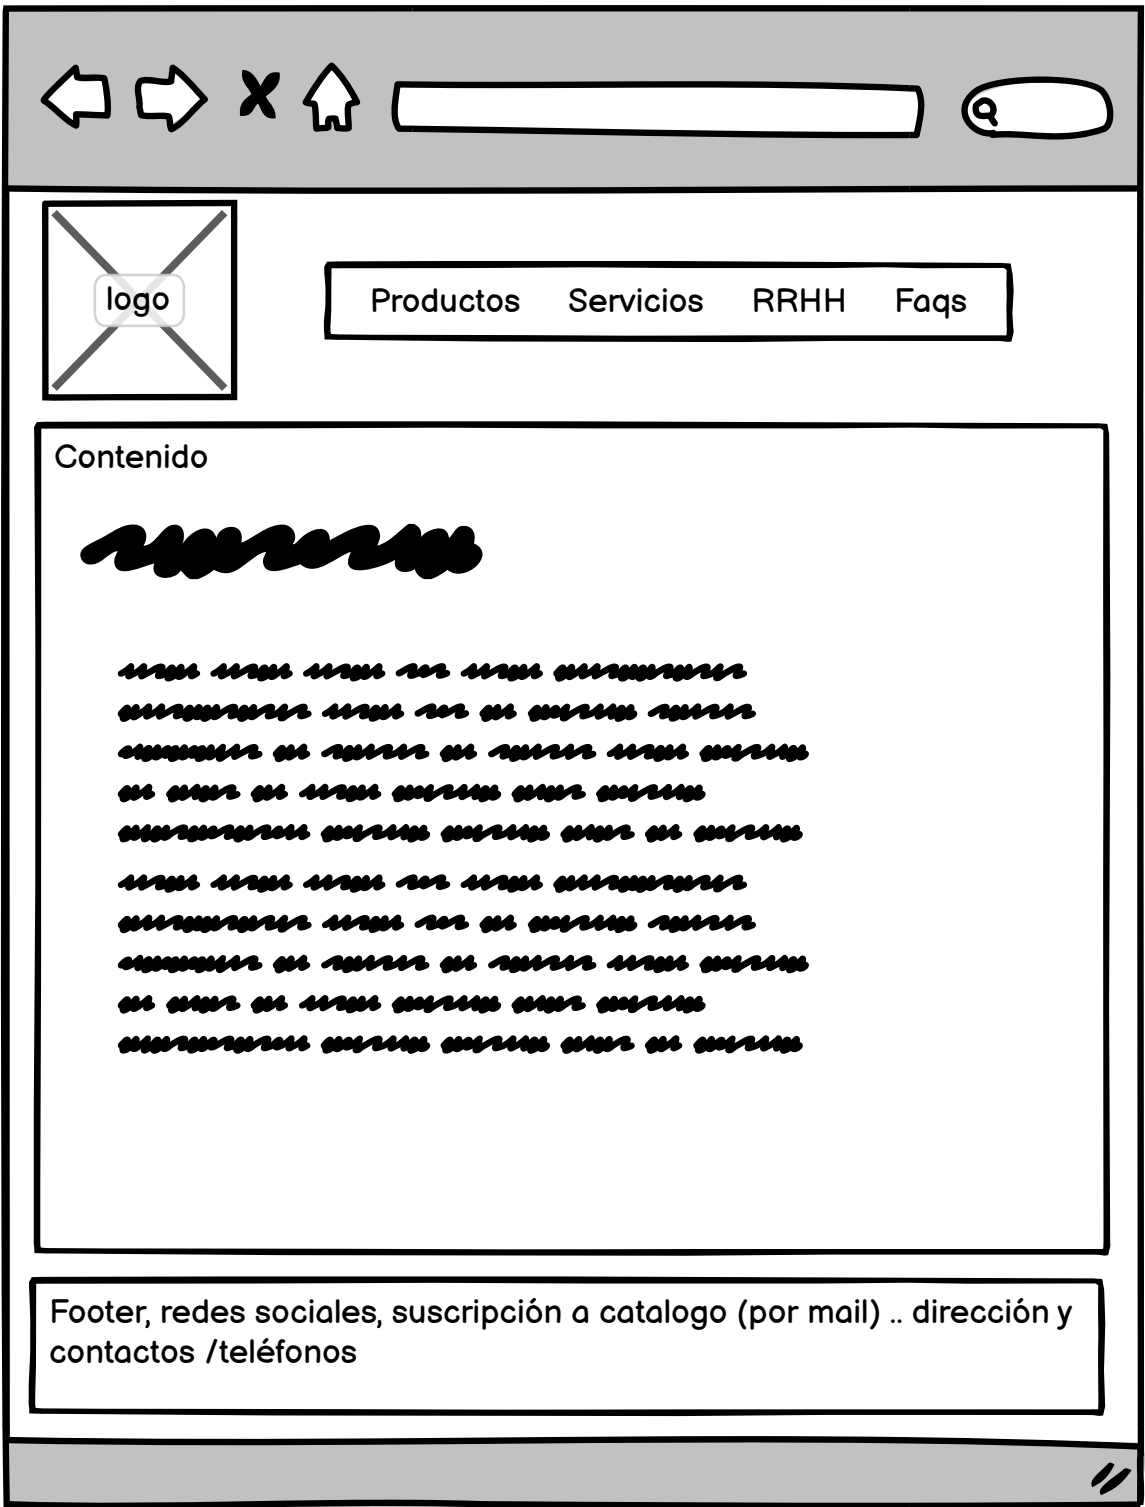 logo
Productos Servicios RRHH Faqs
Contenido
Footer, redes sociales, suscripción a catalogo (por mail) .. dirección y
contactos /teléfonos